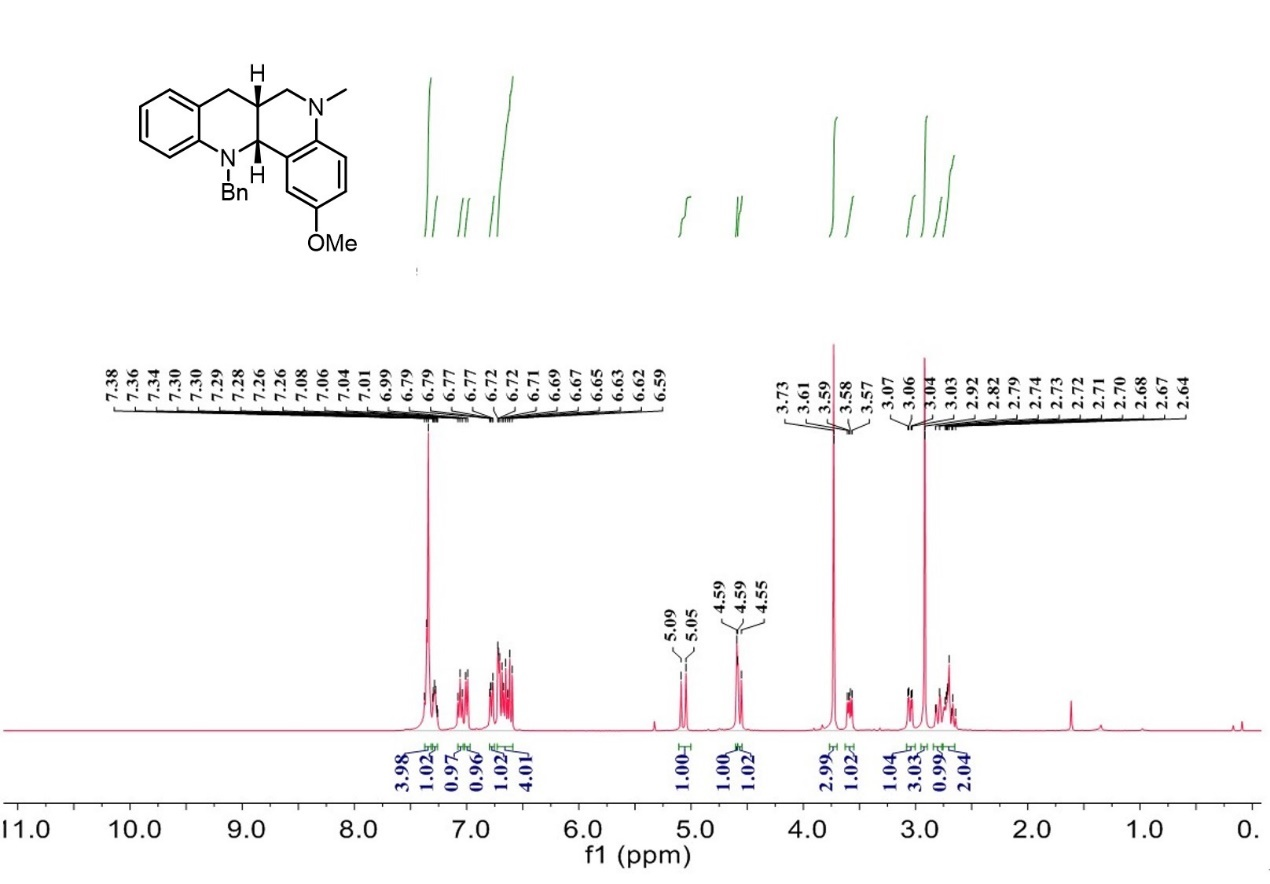 H
N
N
H
Bn
OMe
7.38 7.36 7.34 7.30 7.30 7.29 7.28 7.26 7.26 7.08 7.06 7.04 7.01 6.99 6.79 6.79 6.77 6.77 6.72 6.72 6.71 6.69 6.67 6.65 6.63 6.62 6.59
3.73 3.61 3.59 3.58 3.57 3.07 3.06 3.04 3.03 2.92 2.82 2.79 2.74 2.73 2.72 2.71 2.70 2.68 2.67 2.64
5.09 5.05 4.59 4.59 4.55
3.98 1.02 0.97 0.96 1.02 4.01 1.00 1.00 1.02 2.99 1.02 1.04 3.03 0.99 2.04
11.0 10.0 9.0 8.0 7.0 6.0 5.0 4.0 3.0 2.0 1.0 0.
f1 (ppm)